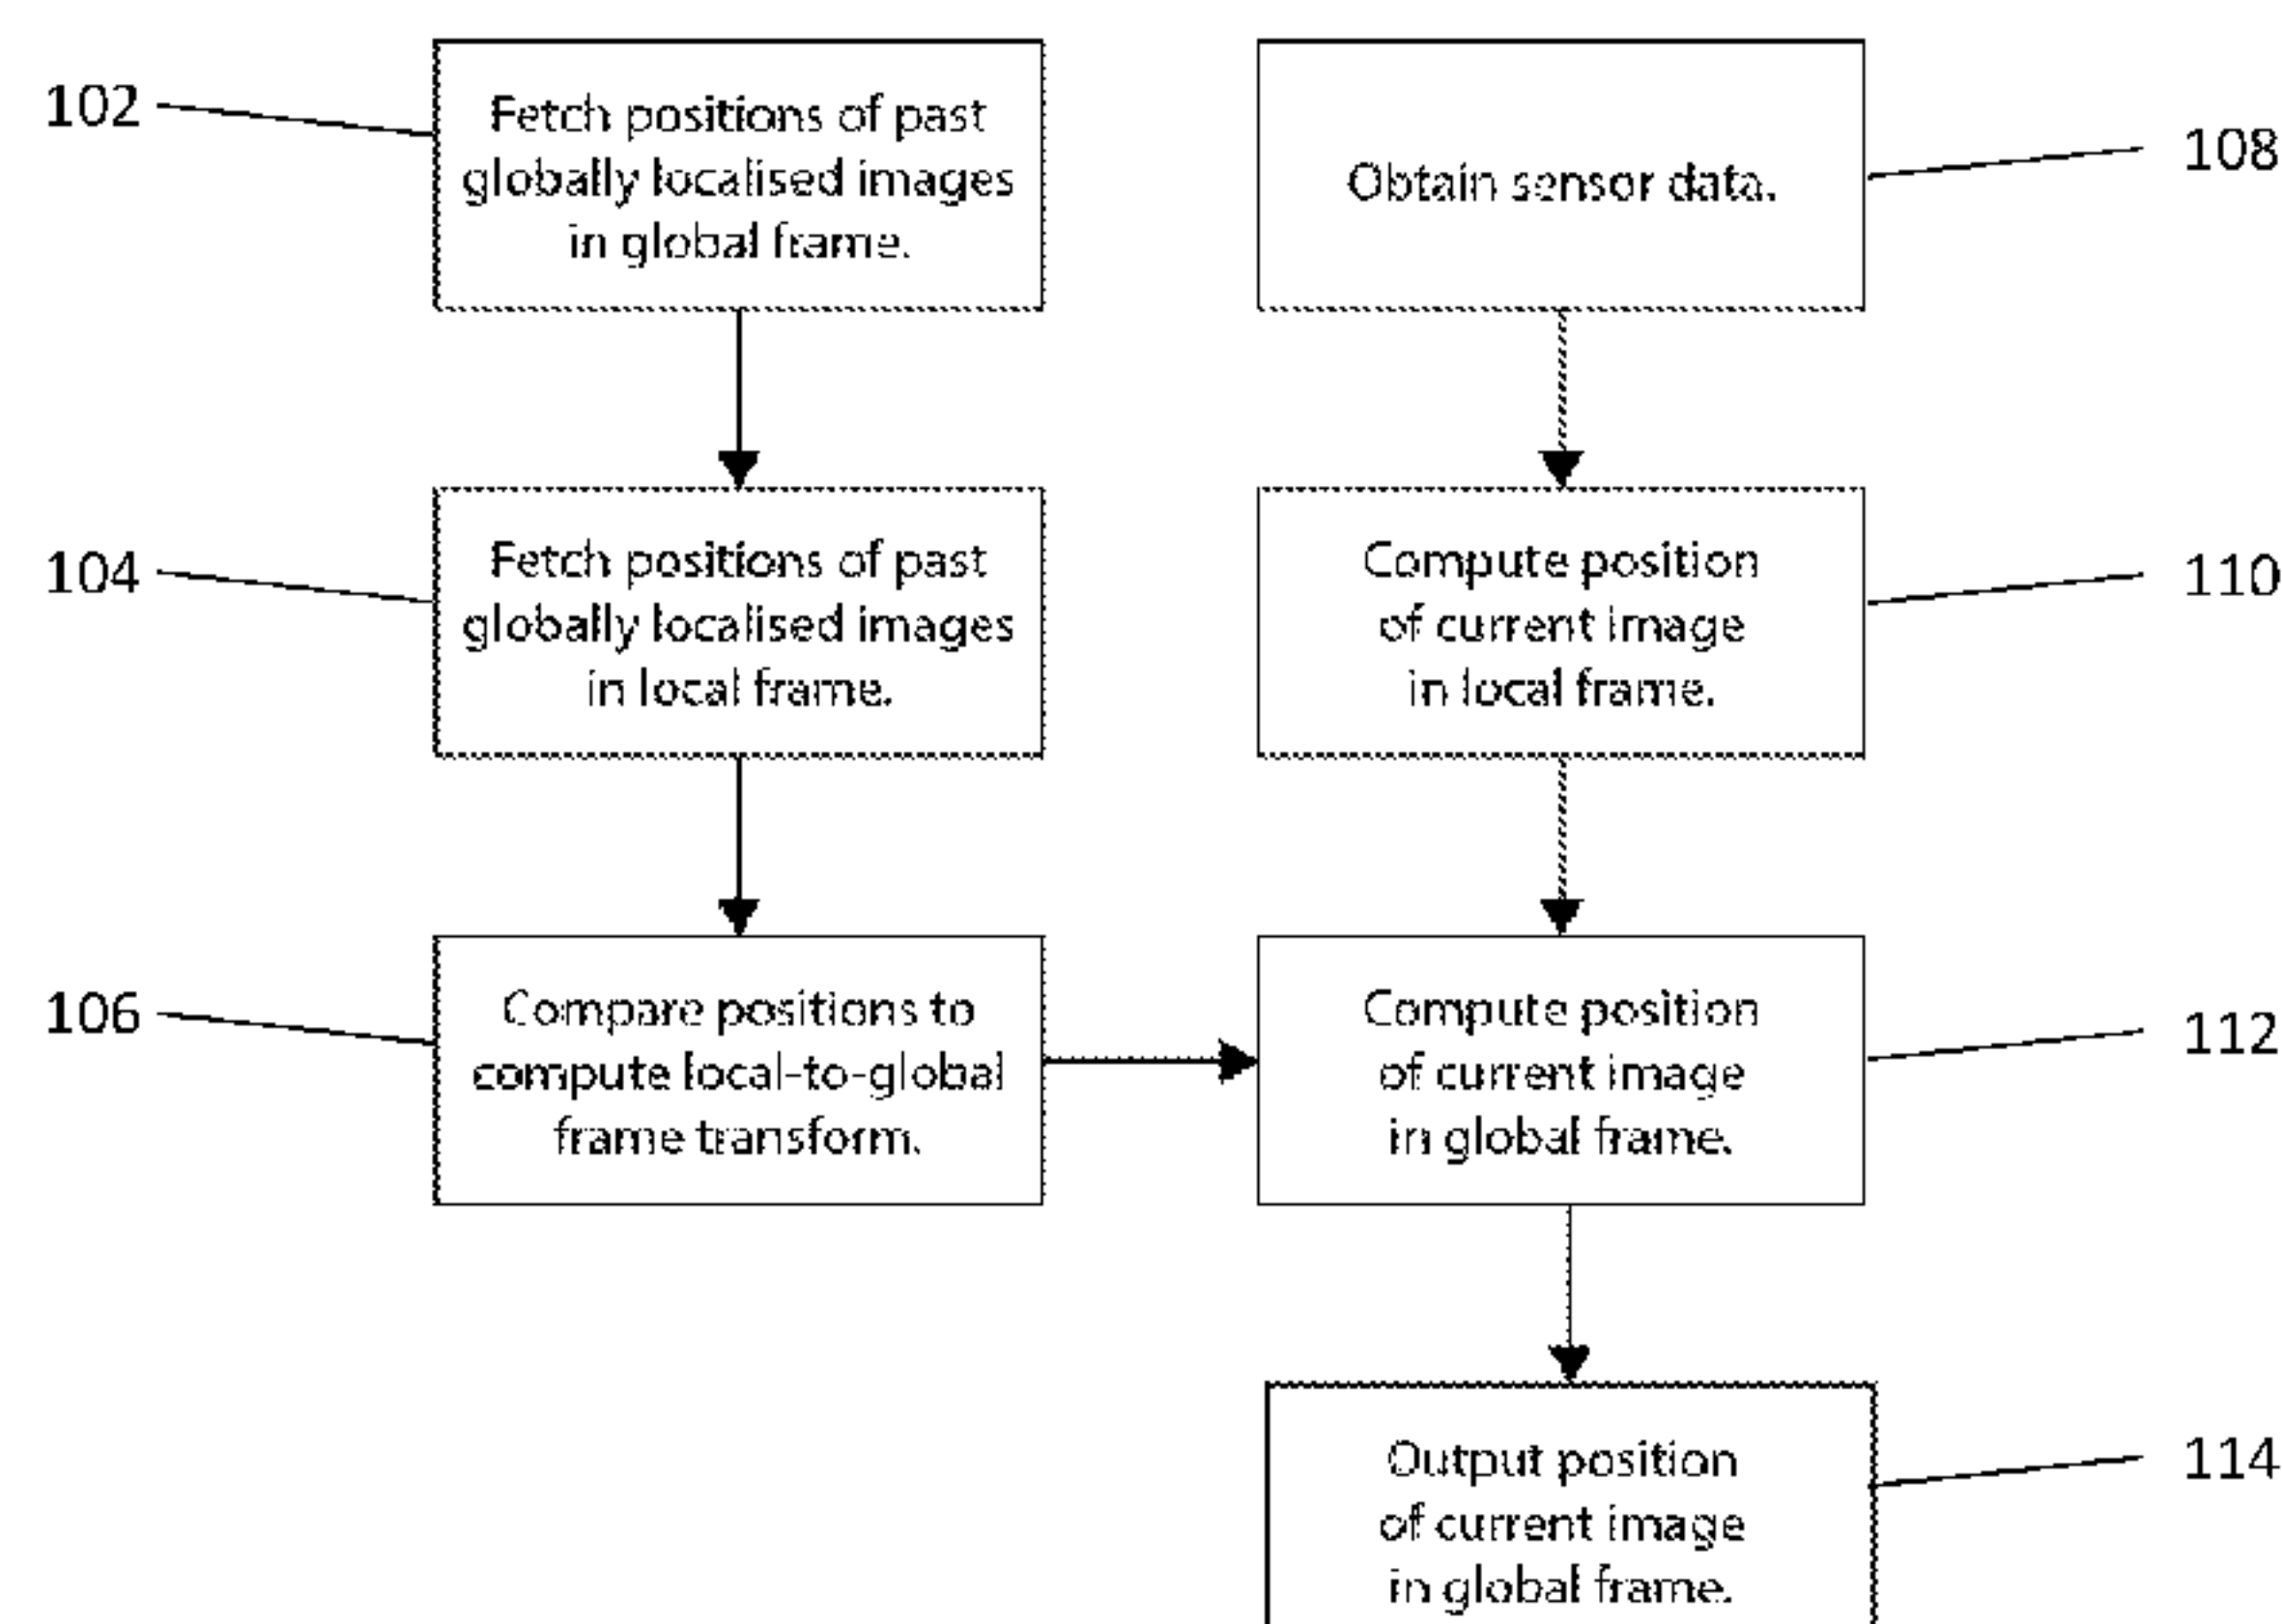 102
Fetch positions of past
globally localised images
in global frame.
108
Obtain sensor data.
104
Fetch positions of past
globally localised images
in local frame.
110
Compute position
of current image
in local frame.
106
Compare positions to
compute local-to-global
frame transform.
112
Compute position
of current image
in global frame.
114
Output position
of current image
in global frame.